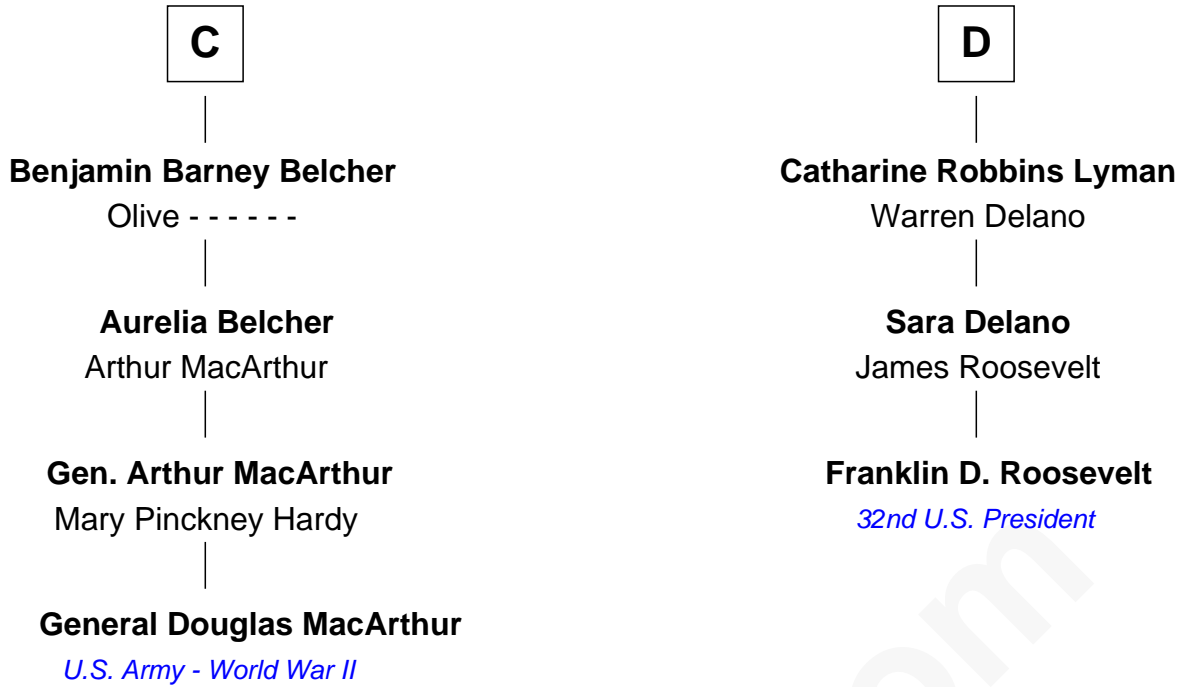 C
Benjamin Barney Belcher
Olive - - - - - -
Aurelia Belcher
Arthur MacArthur
Gen. Arthur MacArthur
Mary Pinckney Hardy
General Douglas MacArthur
U.S. Army - World War II
D
Catharine Robbins Lyman
Warren Delano
Sara Delano
James Roosevelt
Franklin D. Roosevelt
32nd U.S. President
om